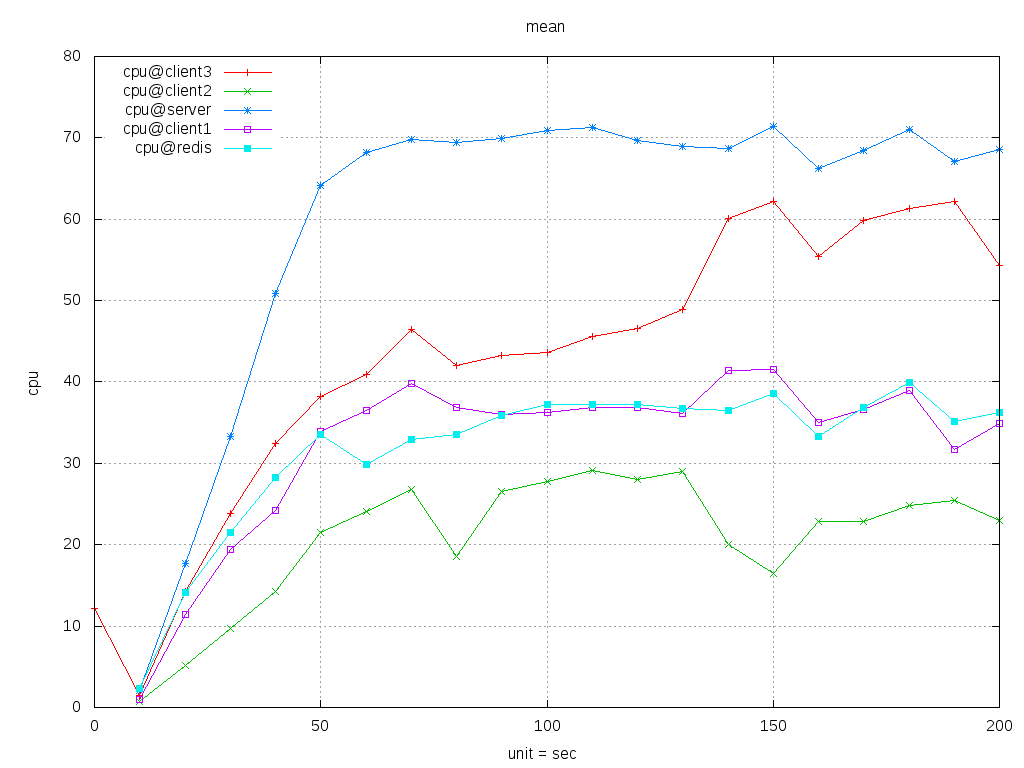 mean
80
70
60
50
40
30
20
10
0
cpu
cpu@client3
cpu@client2
cpu@server
cpu@client1
cpu@redis
0 50 100 150 200
unit = sec